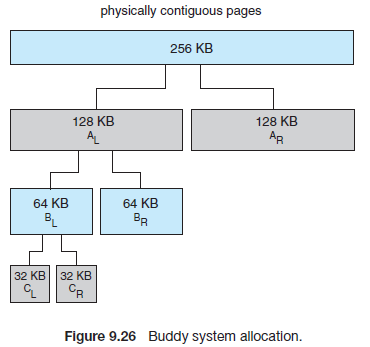 physically contiguous pages
256 KB
128 KB
AL
128 KB
AR
64 KB
BL
64 KB
BR
32 KB
CL
32 KB
CR
Figure 9.26 Buddy system allocation.